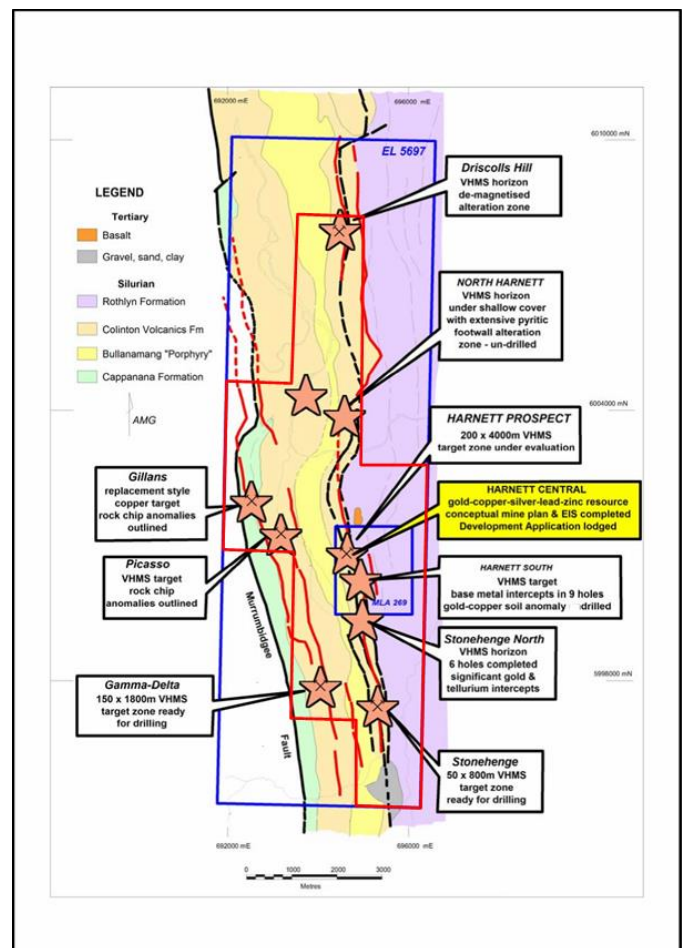 692000 mE
696000 mE
6010000 mN
EL 5697
LEGEND
Tertiary
Basalt
Gravel, sand, clay
Silurian
Rothlyn Formation
Colinton Volcanics Fm
Bullanamang "Porphyry"
Cappanana Formation
AMG
Driscolls Hill
VHMS horizon
de-magnetised
alteration zone
NORTH HARNETT
VHMS horizon
under shallow cover
with extensive pyritic
footwall alteration
zone - un-drilled
6004000 mN
HARNETT PROSPECT
200 x 4000m VHMS
target zone under evaluation
HARNETT CENTRAL
gold-copper-silver-lead-zinc resource
conceptual mine plan & EIS completed
Development Application lodged
Gillans
replacement style
copper target
rock chip anomalies
outlined
Picasso
VHMS target
rock chip
anomalies outlined
HARNETT SOUTH
VHMS target
base metal intercepts in 9 holes
gold-copper soil anomaly drilled
MLA 269
Murrumbidgee
Fault
Stonehenge North
VHMS horizon
6 holes completed
significant gold &
tellurium intercepts
5998000 mN
Gamma-Delta
150 x 1800m VHMS
target zone ready
for drilling
Stonehenge
50 x 800m VHMS
target zone
ready for drilling
692000 mE
696000 mE
0 1000 2000 3000
Metres